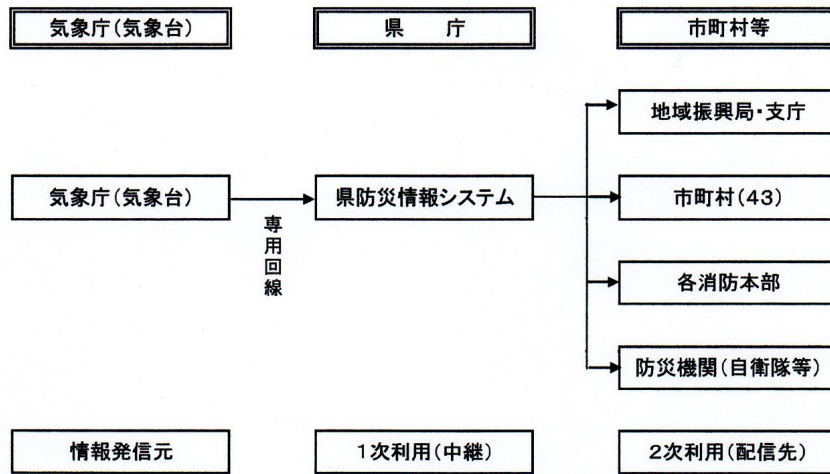 気象庁(気象台)
県 庁
市町村等
地域振興局・支庁
気象庁(気象台)
県防災情報システム
市町村(43)
専用回線
各消防本部
防災機関(自衛隊等)
情報発信元
1次利用(中継)
2次利用(配信先)